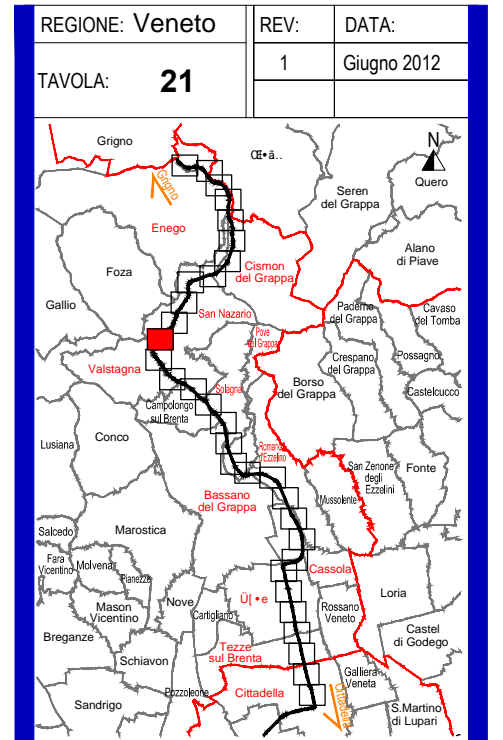 REGIONE: Veneto
REV:
DATA:
TAVOLA: 21
1
Giugno 2012
Grigno
N
Quero
Grigno
Seren
del Grappa
Enego
Alano
di Piave
Foza
Cismon
del Grappa
Gallio
San Nazario
Paderno
del Grappa
Cavaso
del Tomba
Pove
del Grappa
Crespano
del Grappa
Possagno
Valstagna
Solagna
Borso
del Grappa
Castelcucco
Campolongo
sul Brenta
Lusiana
Conco
Romano
d'Ezzelino
San Zenone
degli
Ezzelini
Fonte
Bassano
del Grappa
Mussolente
Salcedo
Marostica
Fara
Vicentino
Molvena
Pianezze
Cassola
Loria
Mason
Vicentino
Nove
Cartigliano
Rossano
Veneto
Breganze
Castel
di Godego
Schiavon
Tezze
sul Brenta
Galliera
Veneta
Pozzoleone
Cittadella
Cittadella
Sandrigo
S.Martino
di Lupari